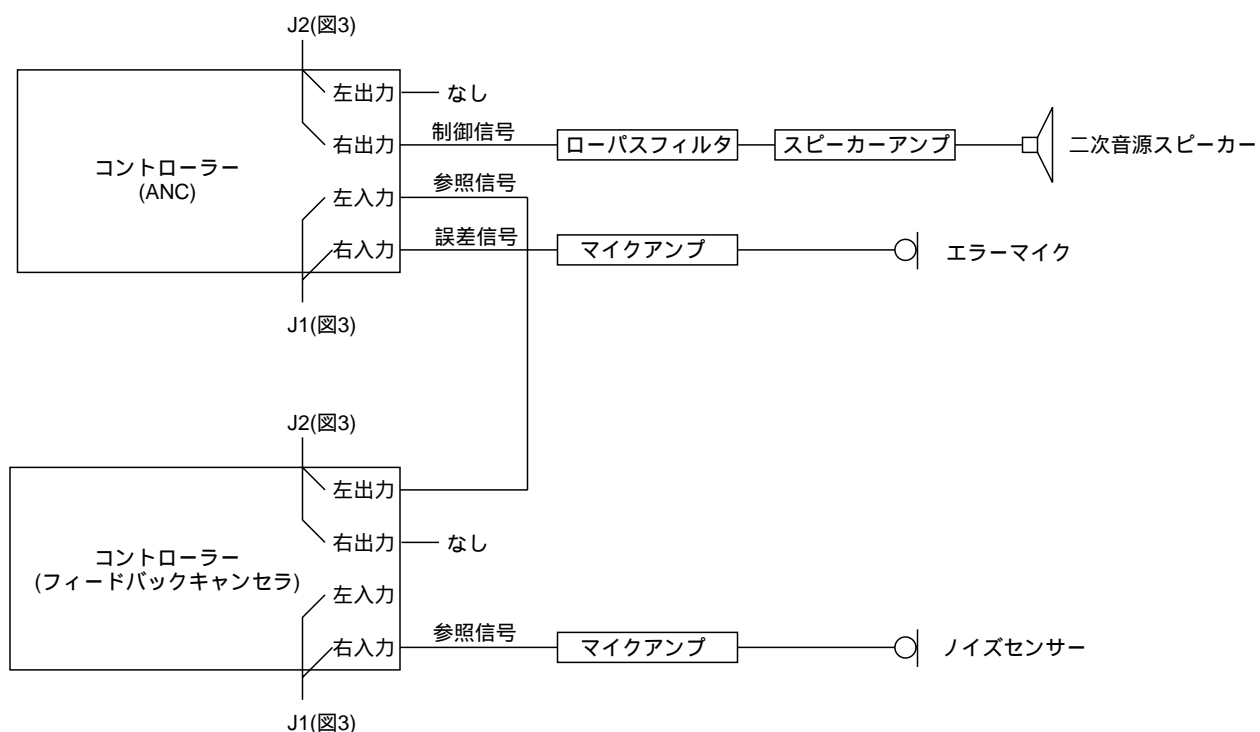 J2(図3)
左出力
なし
コントローラー
(ANC)
右出力
制御信号
ローパスフィルタ
スピーカーアンプ
二次音源スピーカー
左入力
参照信号
右入力
誤差信号
マイクアンプ
エラーマイク
J1(図3)
J2(図3)
左出力
コントローラー
(フィードバックキャンセラ)
右出力
なし
左入力
右入力
参照信号
マイクアンプ
ノイズセンサー
J1(図3)